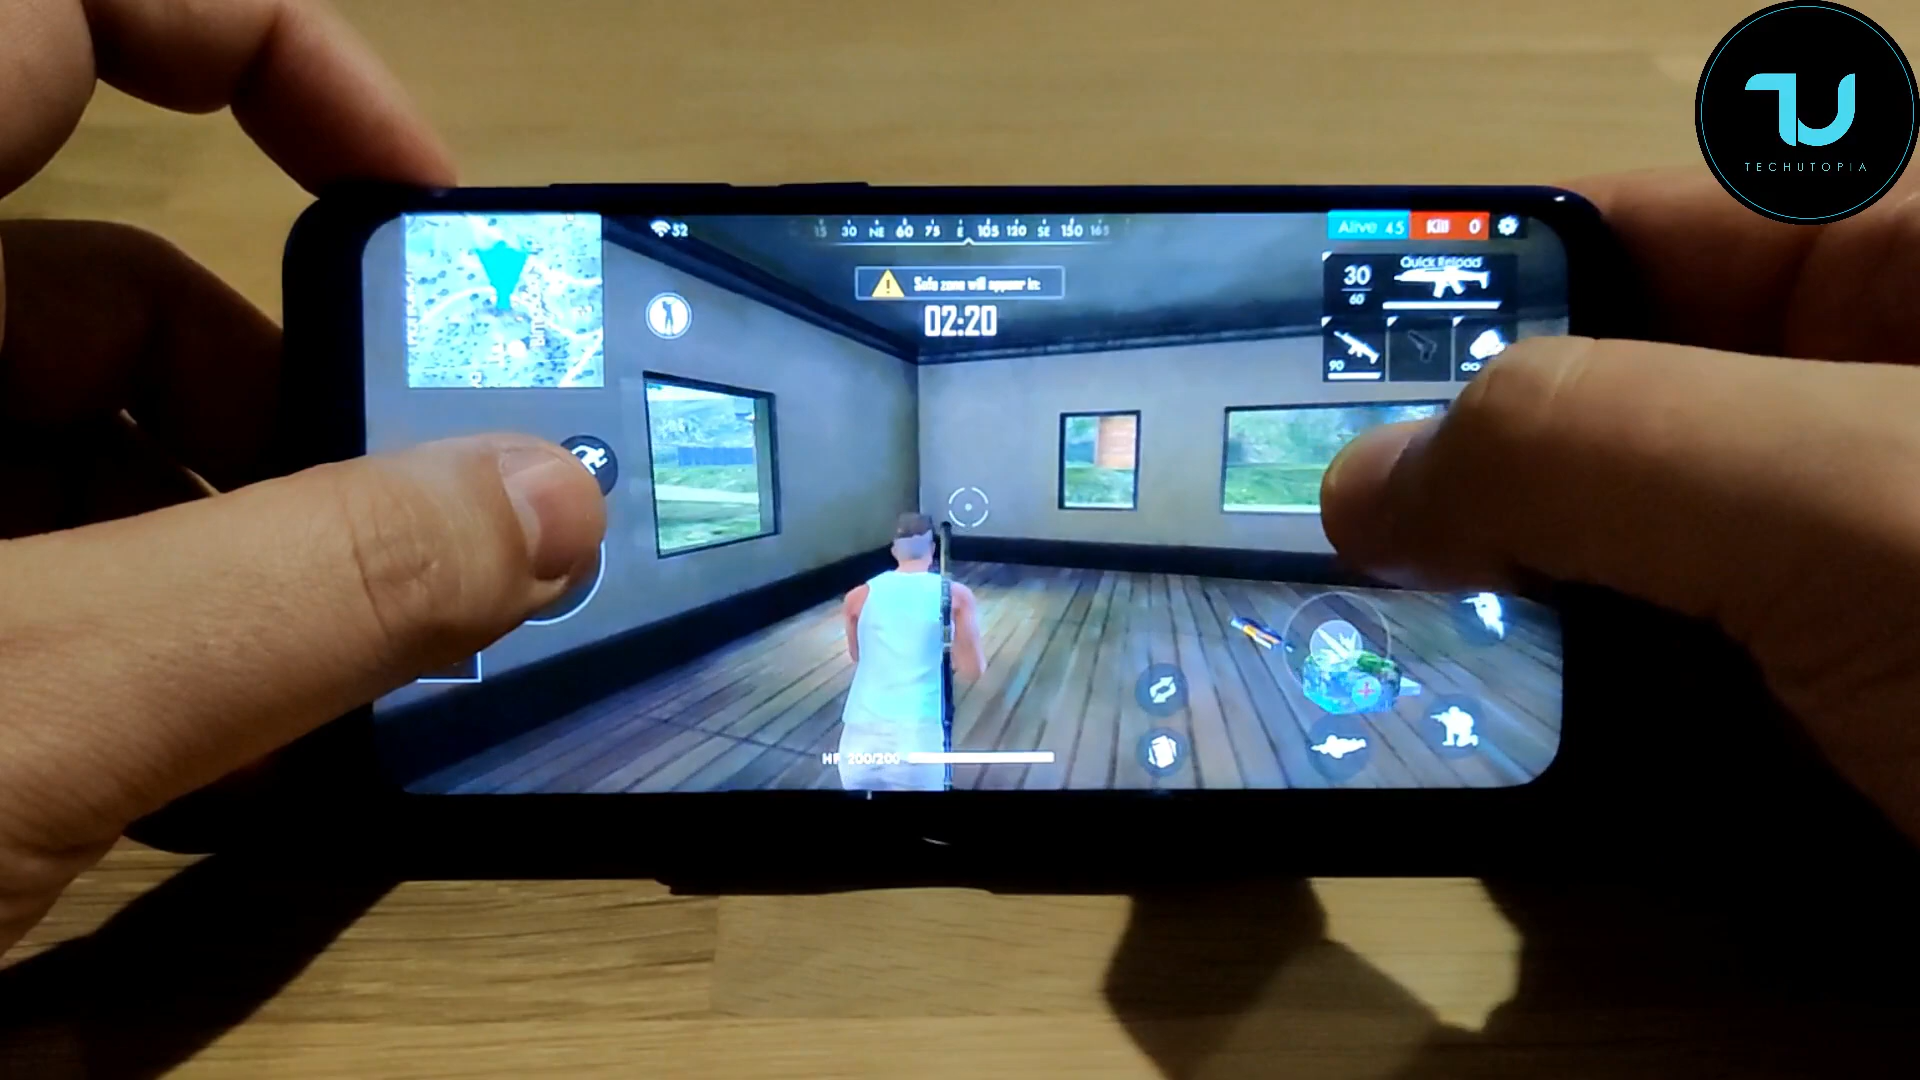 TECHUTOPIA
52
15 30 NE 60 75 E 105 120 SE 150 165
Alive 45 Kill 0
Safe zone will appear in:
02:20
Quick Reload
30
60
90
HP 200/200